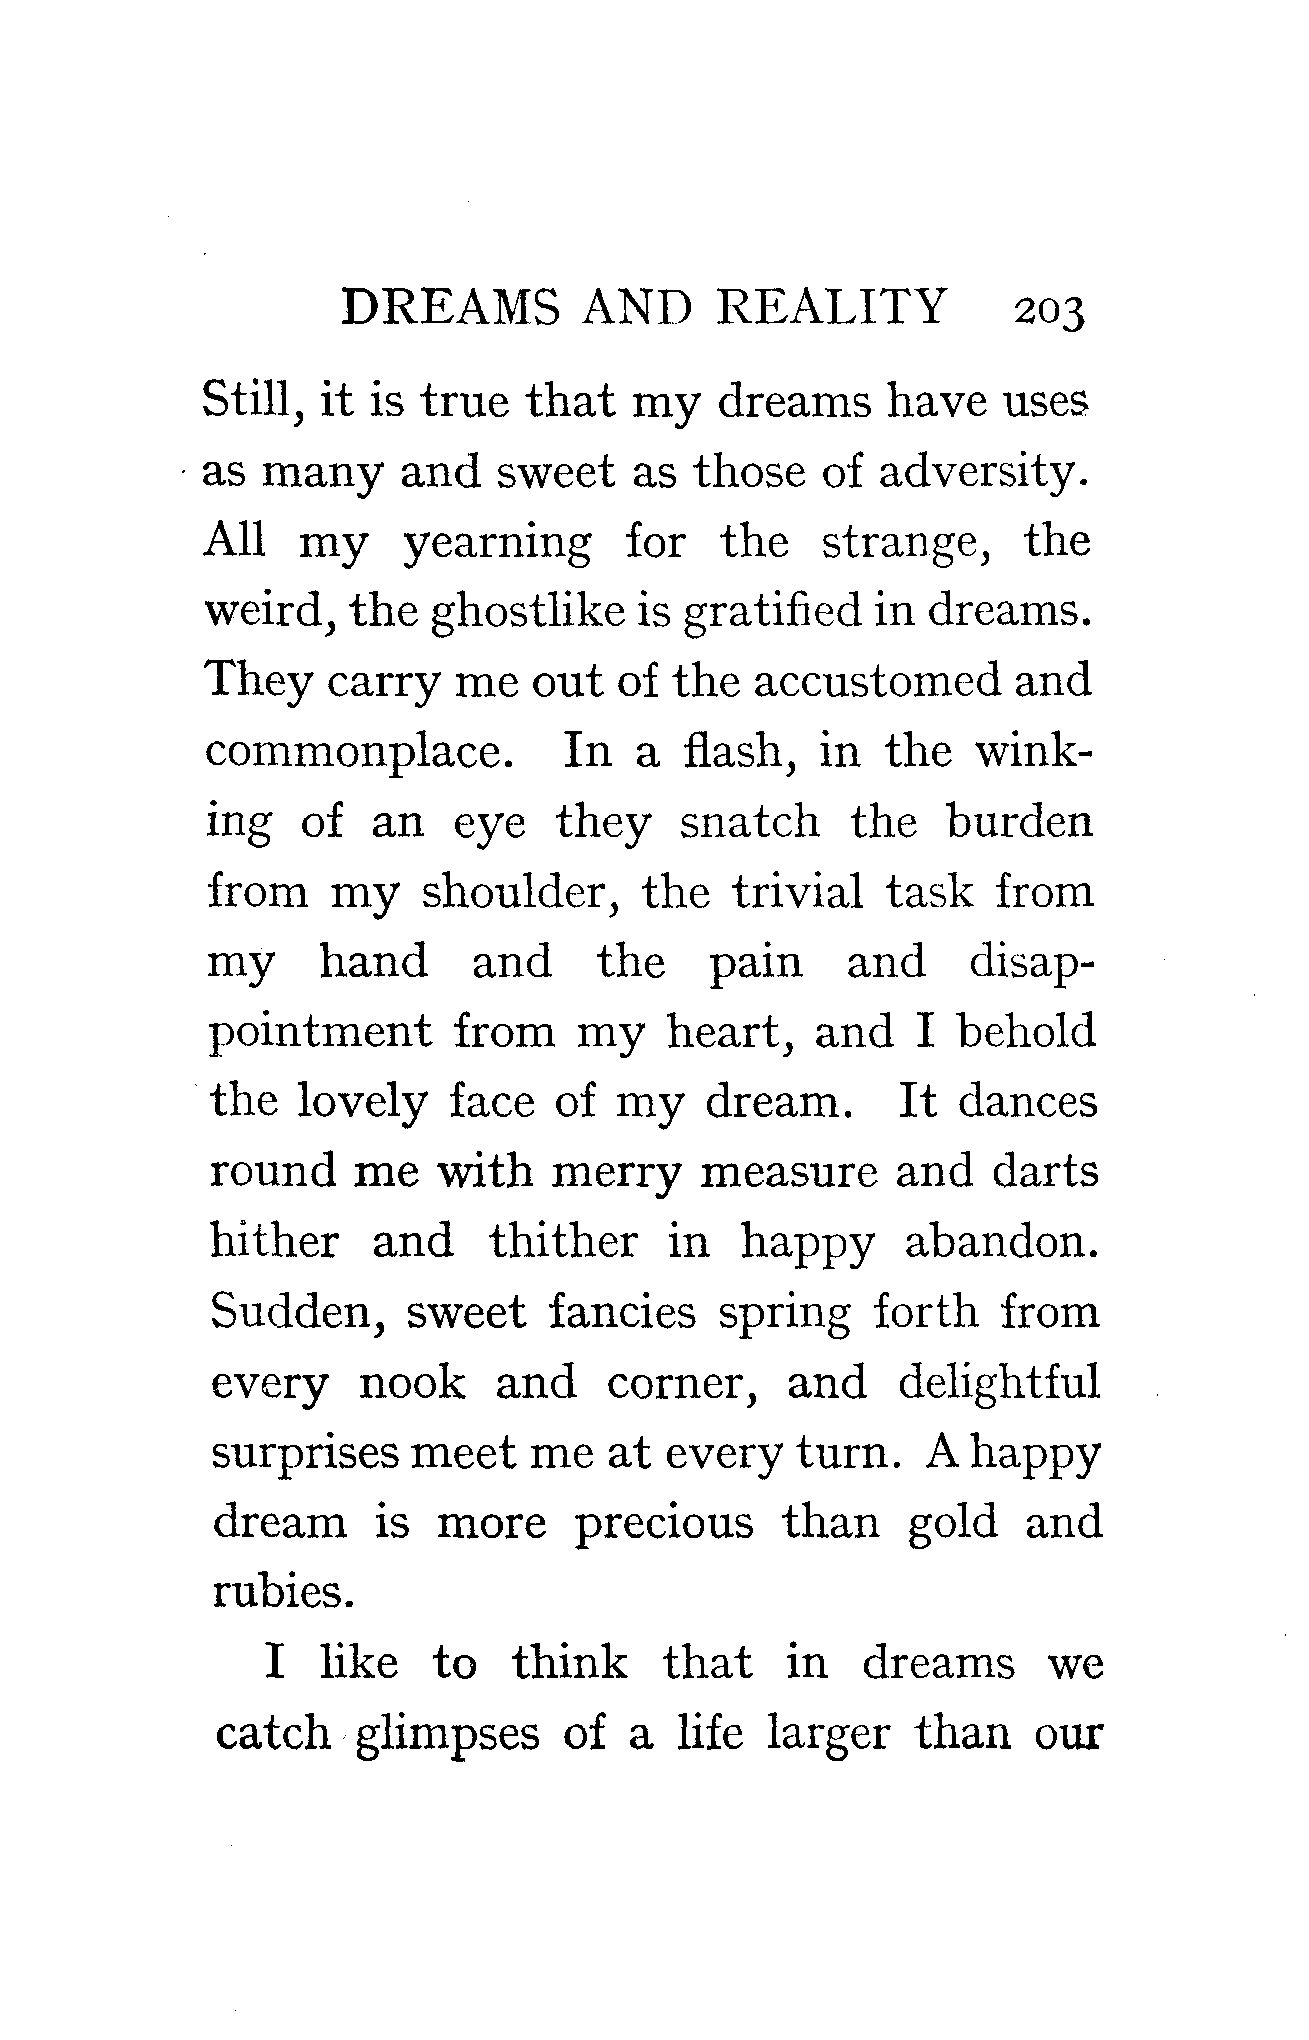 DREAMS AND REALITY 203
Still, it is true that my dreams have uses
as many and sweet as those of adversity.
All my yearning for the strange, the
weird, the ghostlike is gratified in dreams.
They carry me out of the accustomed and
commonplace. In a flash, in the wink-
ing of an eye they snatch the burden
from my shoulder, the trivial task from
my hand and the pain and disap-
pointment from my heart, and I behold
the lovely face of my dream. It dances
round me with merry measure and darts
hither and thither in happy abandon.
Sudden, sweet fancies spring forth from
every nook and corner, and delightful
surprises meet me at every turn. A happy
dream is more precious than gold and
rubies.
I like to think that in dreams we
catch glimpses of a life larger than our